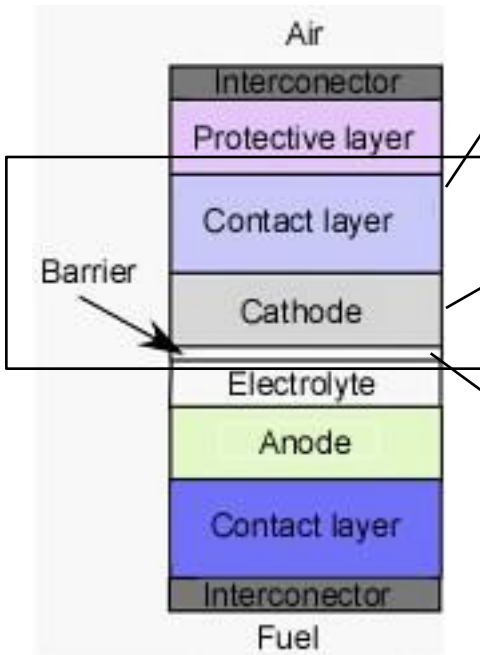 Air
Interconector
Protective layer
Contact layer
Barrier
Cathode
Electrolyte
Anode
Contact layer
Interconector
Fuel